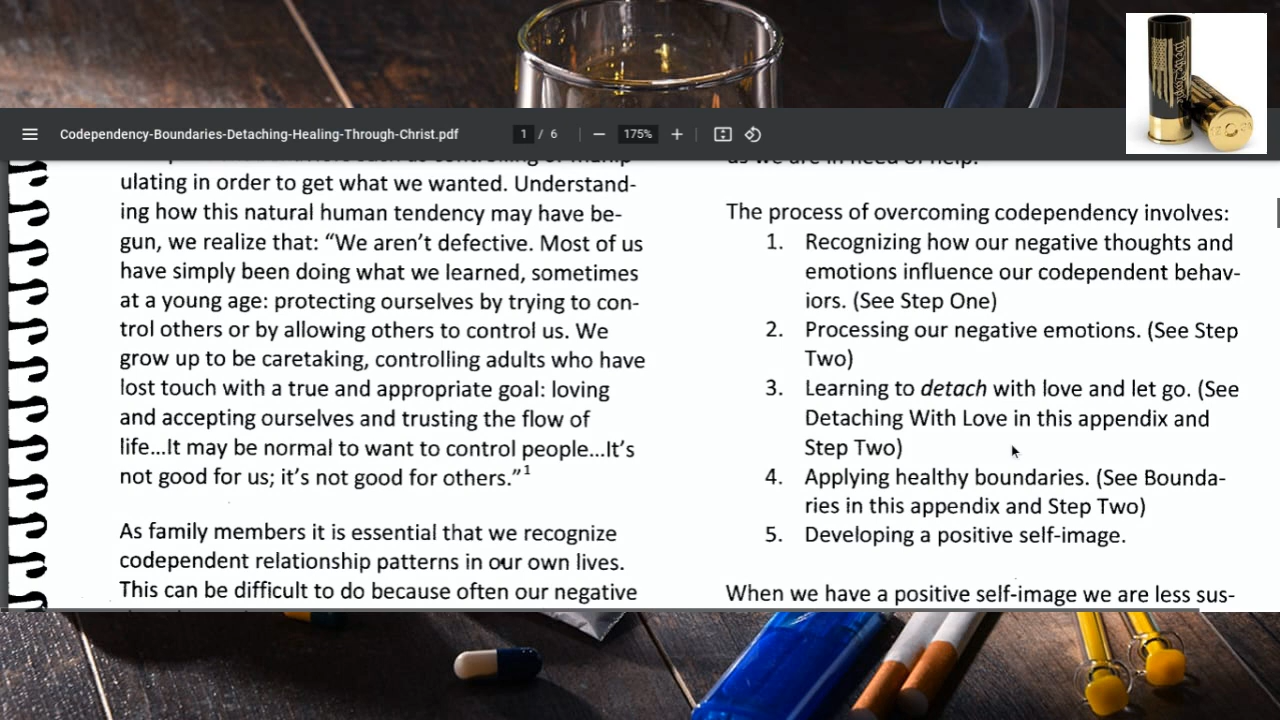 Codependency-Boundaries-Detaching-Healing-Through-Christ.pdf
1 / 6
175%
We the People
ulating in order to get what we wanted. Understand-
ing how this natural human tendency may have be-
gun, we realize that: “We aren’t defective. Most of us
have simply been doing what we learned, sometimes
at a young age: protecting ourselves by trying to con-
trol others or by allowing others to control us. We
grow up to be caretaking, controlling adults who have
lost touch with a true and appropriate goal: loving
and accepting ourselves and trusting the flow of
life...It may be normal to want to control people...It’s
not good for us; it’s not good for others.”1
As family members it is essential that we recognize
codependent relationship patterns in our own lives.
This can be difficult to do because often our negative
as we are in need of help.
The process of overcoming codependency involves:
1. Recognizing how our negative thoughts and
emotions influence our codependent behav-
iors. (See Step One)
2. Processing our negative emotions. (See Step
Two)
3. Learning to detach with love and let go. (See
Detaching With Love in this appendix and
Step Two)
4. Applying healthy boundaries. (See Bounda-
ries in this appendix and Step Two)
5. Developing a positive self-image.
When we have a positive self-image we are less sus-